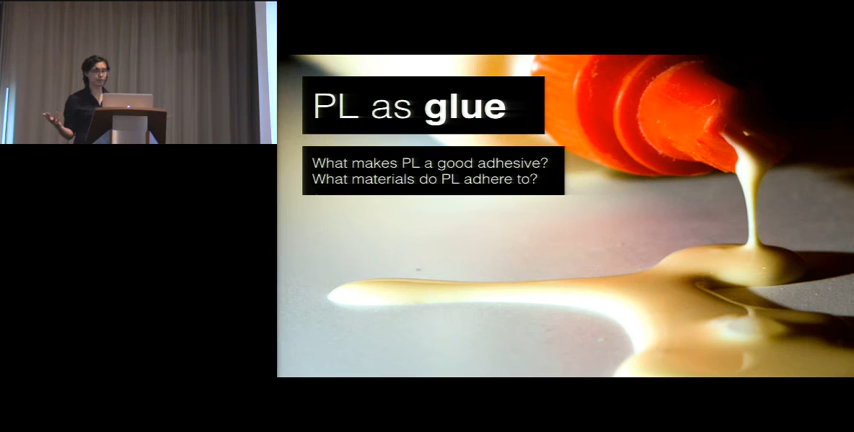 PL as glue
What makes PL a good adhesive?
What materials do PL adhere to?